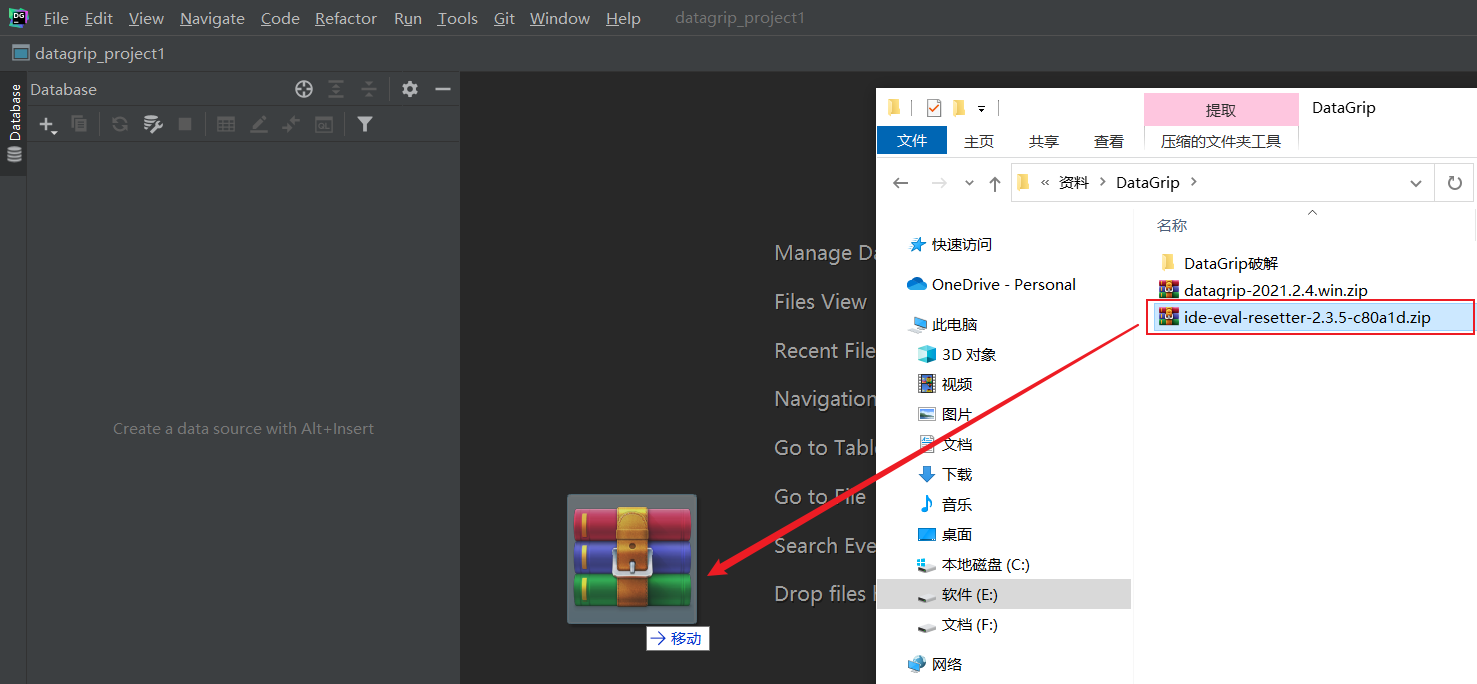 DG
File Edit View Navigate Code Refactor Run Tools Git Window Help datagrip_project1
datagrip_project1
Database
Database
QL
Create a data source with Alt+Insert
Manage Da
Files View
Recent File
Navigation
Go to Table
Go to File
Search Eve
Drop files h
移动
提取
DataGrip
文件 主页 共享 查看 压缩的文件夹工具
« 资料 > DataGrip >
名称
快速访问
OneDrive - Personal
此电脑
3D 对象
视频
图片
文档
下载
音乐
桌面
本地磁盘 (C:)
软件 (E:)
文档 (F:)
网络
DataGrip破解
datagrip-2021.2.4.win.zip
ide-eval-resetter-2.3.5-c80a1d.zip